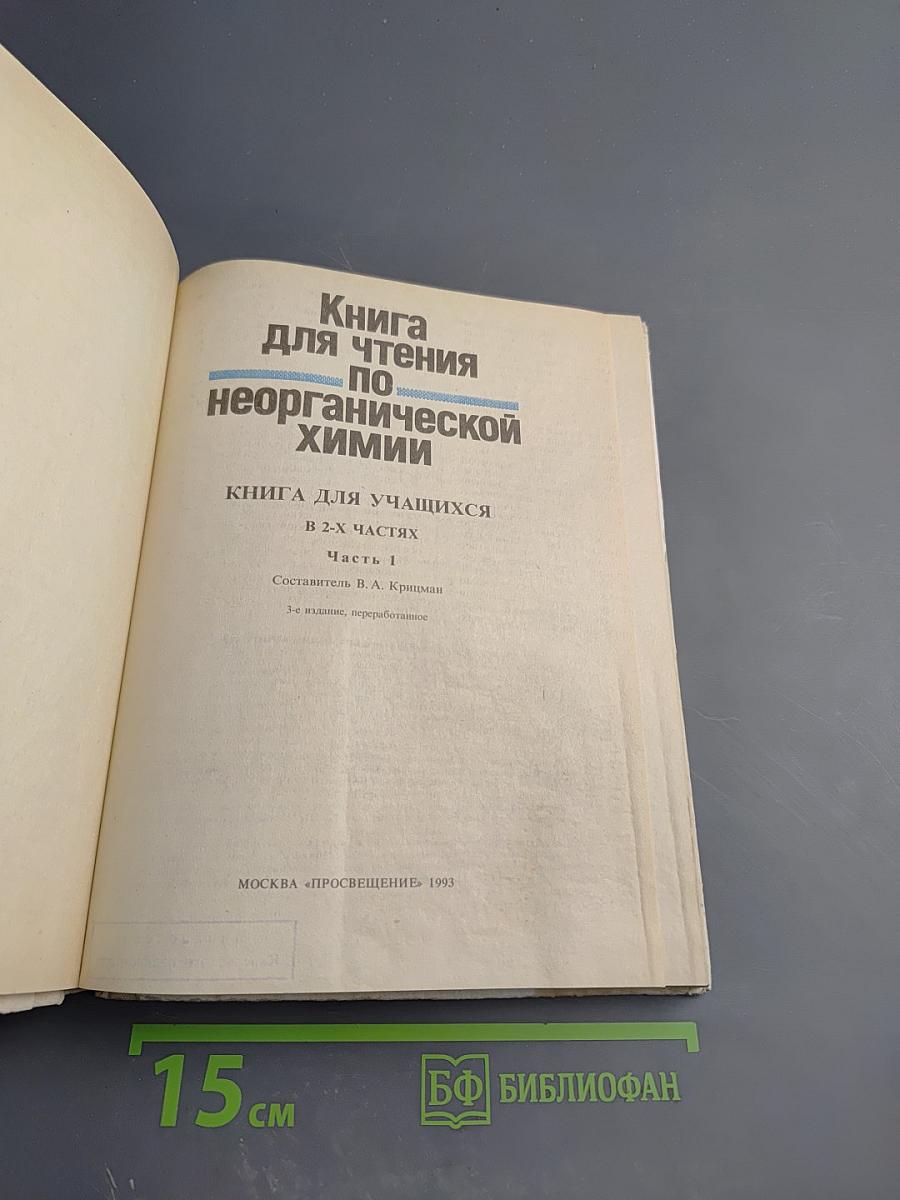 Книга
для чтения
по
неорганической
химии
КНИГА ДЛЯ УЧАЩИХСЯ
В 2-Х ЧАСТЯХ
Часть 1
Составитель В. А. Крицман
3-е издание, переработанное
МОСКВА «ПРОСВЕЩЕНИЕ» 1993
15 см
БФ БИБЛИОФАН